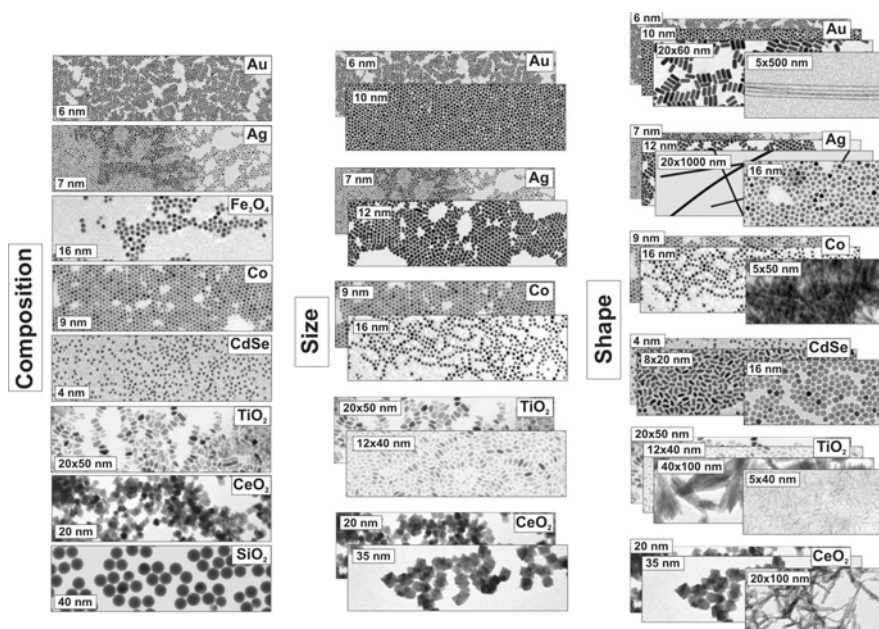 Composition
Au
6 nm
Ag
7 nm
Fe₃O₄
16 nm
Co
9 nm
CdSe
4 nm
TiO₂
20x50 nm
CeO₂
20 nm
SiO₂
40 nm
Size
6 nm
Au
10 nm
7 nm
Ag
12 nm
9 nm
Co
16 nm
20x50 nm
TiO₂
12x40 nm
20 nm
CeO₂
35 nm
Shape
6 nm
10 nm
Au
20x60 nm
5x500 nm
7 nm
Ag
12 nm
20x1000 nm
16 nm
9 nm
Co
16 nm
5x50 nm
4 nm
CdSe
8x20 nm
16 nm
20x50 nm
TiO₂
12x40 nm
40x100 nm
5x40 nm
20 nm
CeO₂
35 nm
20x100 nm